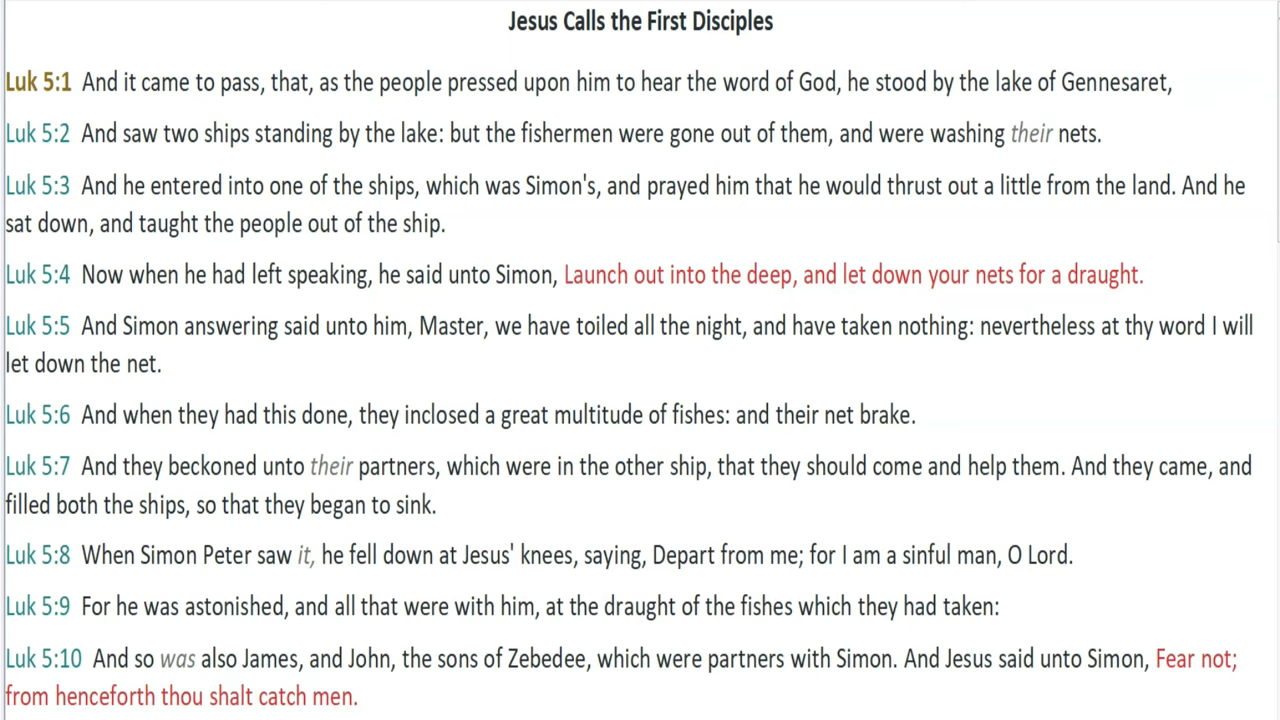 Jesus Calls the First Disciples
Luk 5:1 And it came to pass, that, as the people pressed upon him to hear the word of God, he stood by the lake of Gennesaret,
Luk 5:2 And saw two ships standing by the lake: but the fishermen were gone out of them, and were washing their nets.
Luk 5:3 And he entered into one of the ships, which was Simon's, and prayed him that he would thrust out a little from the land. And he
sat down, and taught the people out of the ship.
Luk 5:4 Now when he had left speaking, he said unto Simon, Launch out into the deep, and let down your nets for a draught.
Luk 5:5 And Simon answering said unto him, Master, we have toiled all the night, and have taken nothing: nevertheless at thy word I will
let down the net.
Luk 5:6 And when they had this done, they inclosed a great multitude of fishes: and their net brake.
Luk 5:7 And they beckoned unto their partners, which were in the other ship, that they should come and help them. And they came, and
filled both the ships, so that they began to sink.
Luk 5:8 When Simon Peter saw it, he fell down at Jesus' knees, saying, Depart from me; for I am a sinful man, O Lord.
Luk 5:9 For he was astonished, and all that were with him, at the draught of the fishes which they had taken:
Luk 5:10 And so was also James, and John, the sons of Zebedee, which were partners with Simon. And Jesus said unto Simon, Fear not;
from henceforth thou shalt catch men.